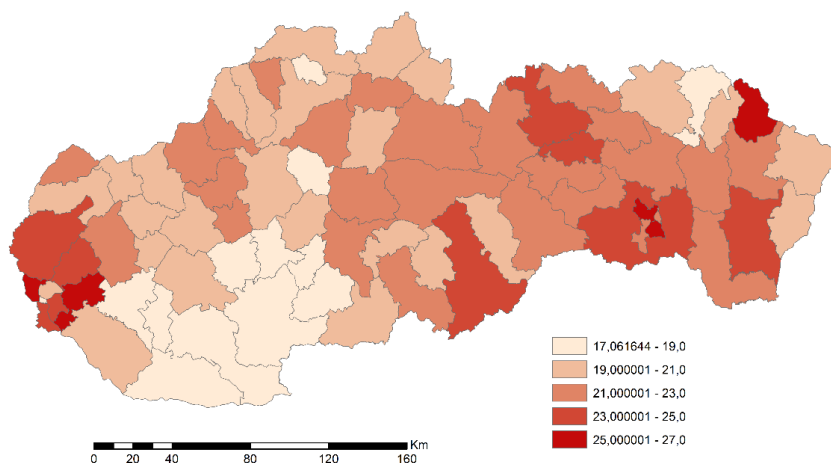 17,061644 - 19,0
19,000001 - 21,0
21,000001 - 23,0
23,000001 - 25,0
25,000001 - 27,0
Km
0 20 40 80 120 160